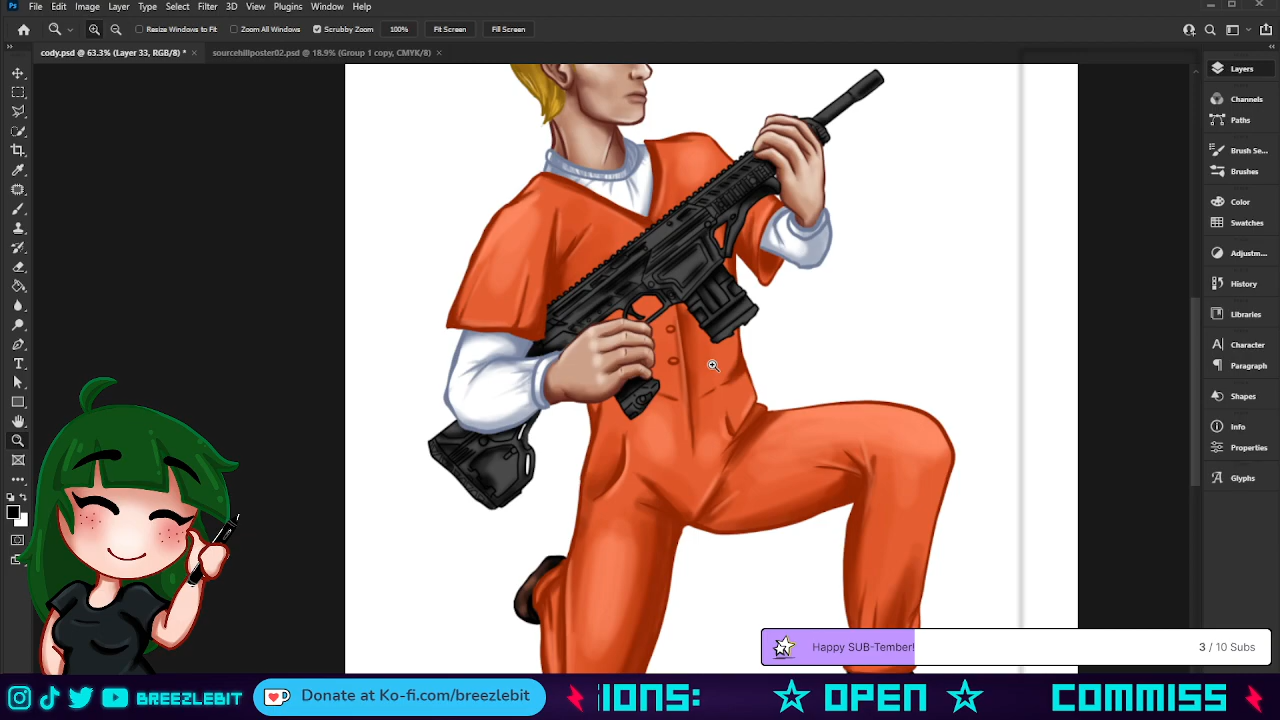 Ps File Edit Image Layer Type Select Filter 3D View Plugins Window Help
Resize Windows to Fit Zoom All Windows Scrubby Zoom 100% Fit Screen Fill Screen
cody.psd @ 63.3% (Layer 33, RGB/8) * × sourcehillposter02.psd @ 18.9% (Group 1 copy, CMYK/8) ×
Layers
Channels
Paths
Brush Se...
Brushes
Color
Swatches
Adjustm...
History
Libraries
Character
Paragraph
Shapes
Info
Properties
Glyphs
Happy SUB-Tember! 3 / 10 Subs
BREEZLEBIT
Donate at Ko-fi.com/breezlebit
IONS: OPEN COMMISS